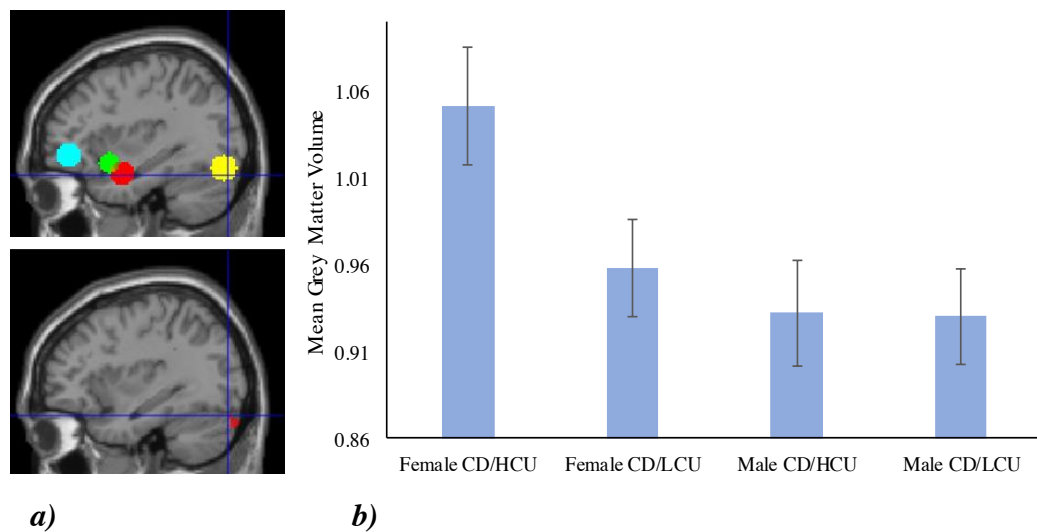 Mean Grey Matter Volume
1.06
1.01
0.96
0.91
0.86
Female CD/HCU
Female CD/LCU
Male CD/HCU
Male CD/LCU
a)
b)